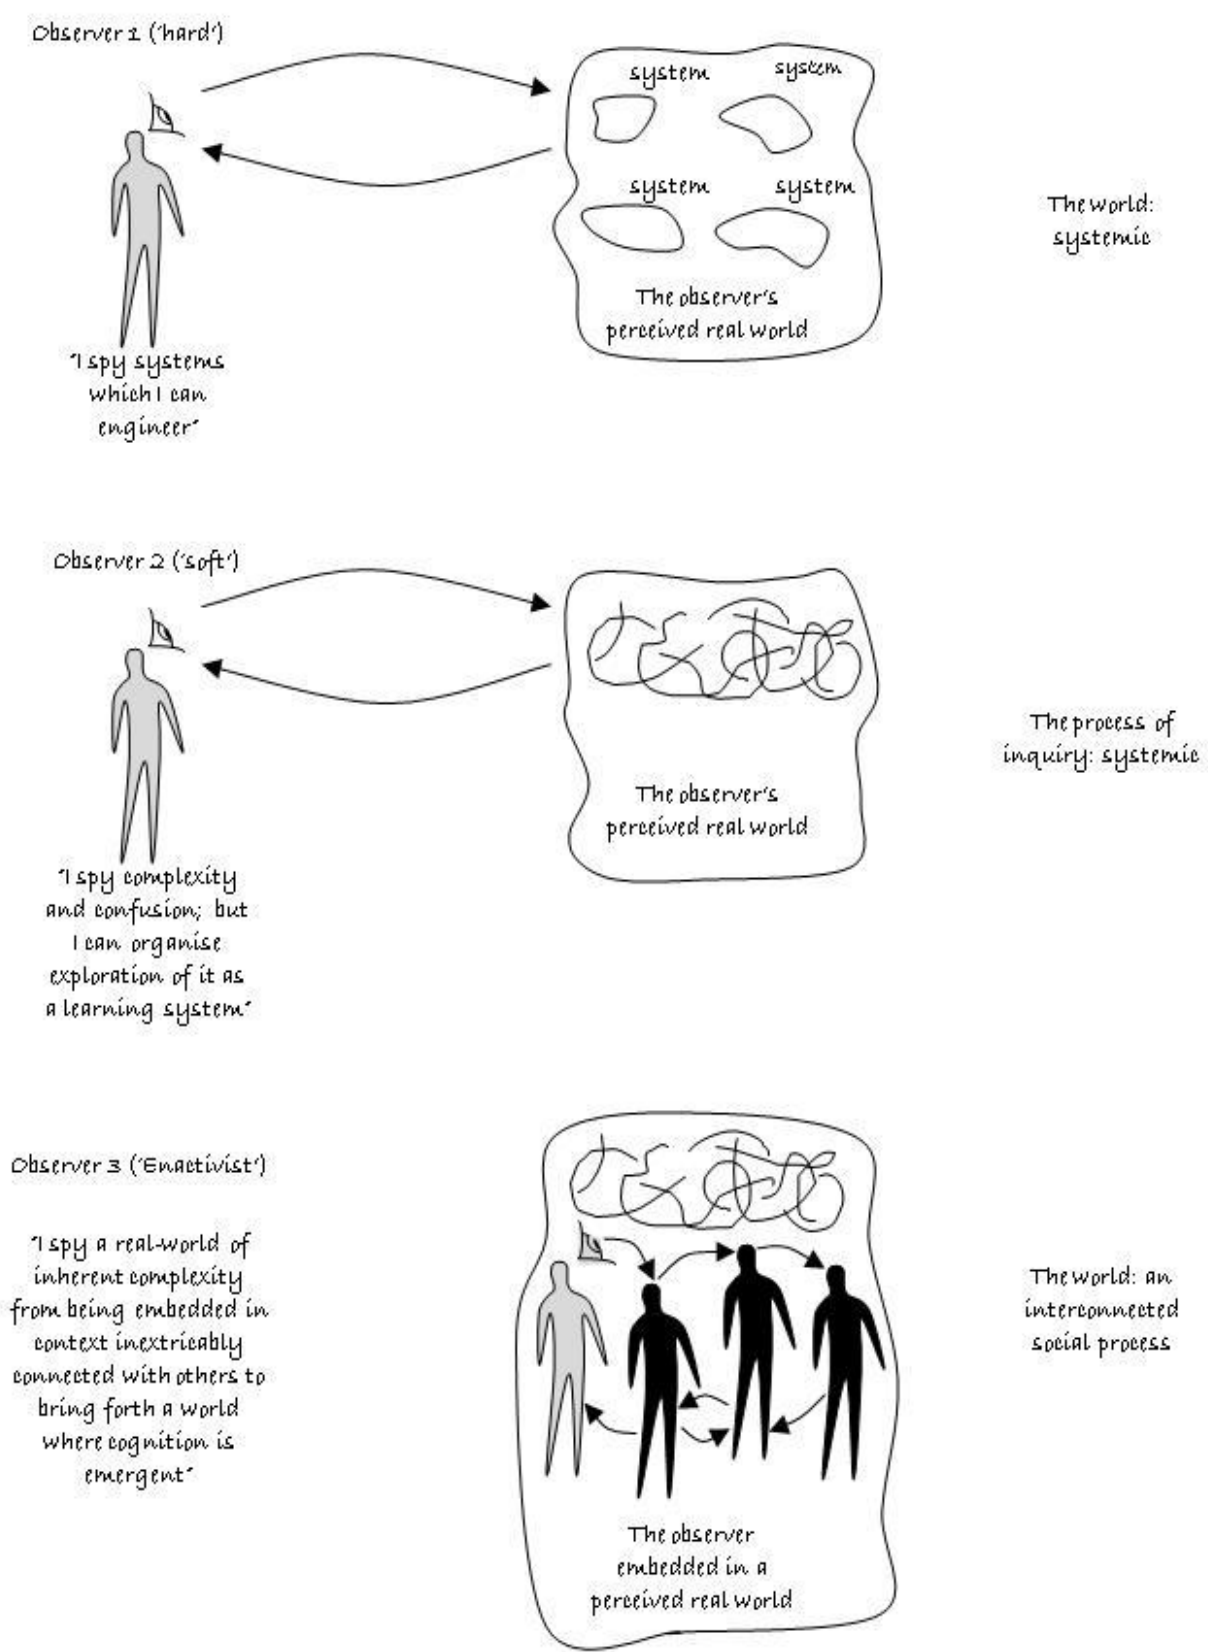 Observer 1 ('hard')
system
system
system
system
The observer's
perceived real world
"I spy systems
which I can
engineer"
The world:
systemic
Observer 2 ('soft')
The observer's
perceived real world
"I spy complexity
and confusion; but
I can organise
exploration of it as
a learning system"
The process of
inquiry: systemic
Observer 3 ('Enactivist')
"I spy a real-world of
inherent complexity
from being embedded in
context inextricably
connected with others to
bring forth a world
where cognition is
emergent"
The observer
embedded in a
perceived real world
The world: an
interconnected
social process